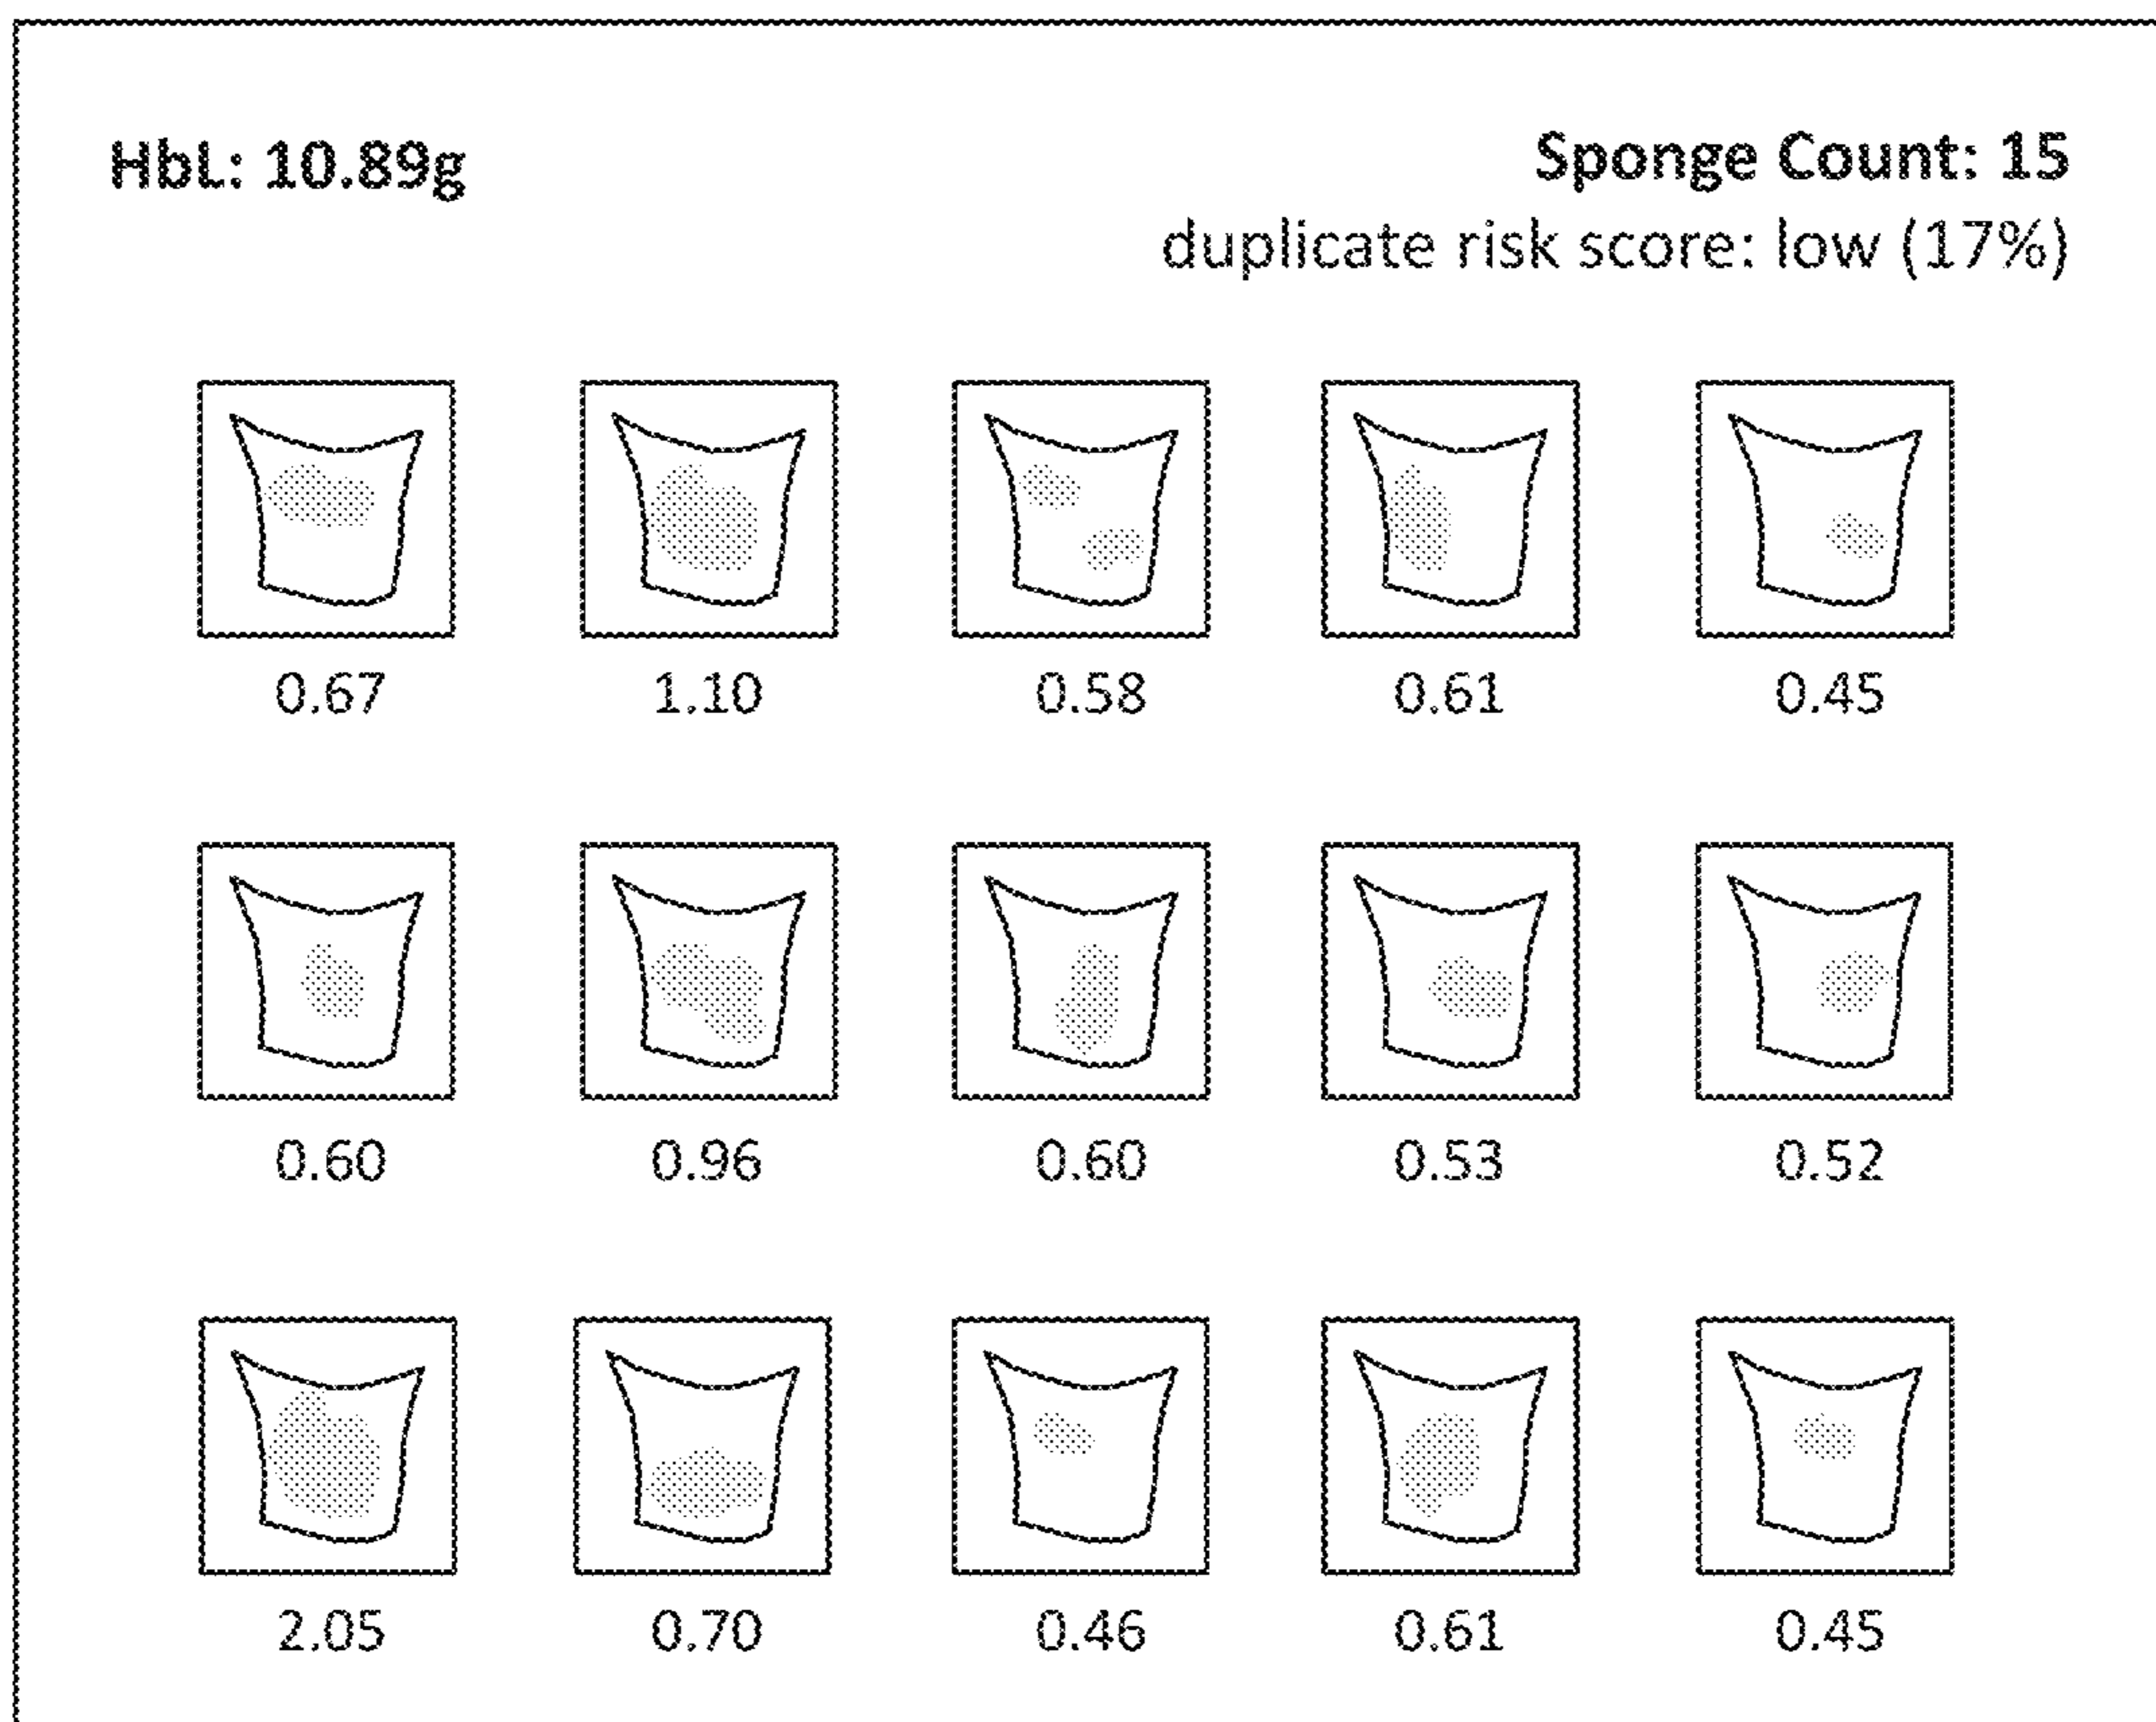 HbL: 10.89g
Sponge Count: 15
duplicate risk score: low (17%)
0.67 1.10 0.58 0.61 0.45
0.60 0.96 0.60 0.53 0.52
2.05 0.70 0.46 0.61 0.45